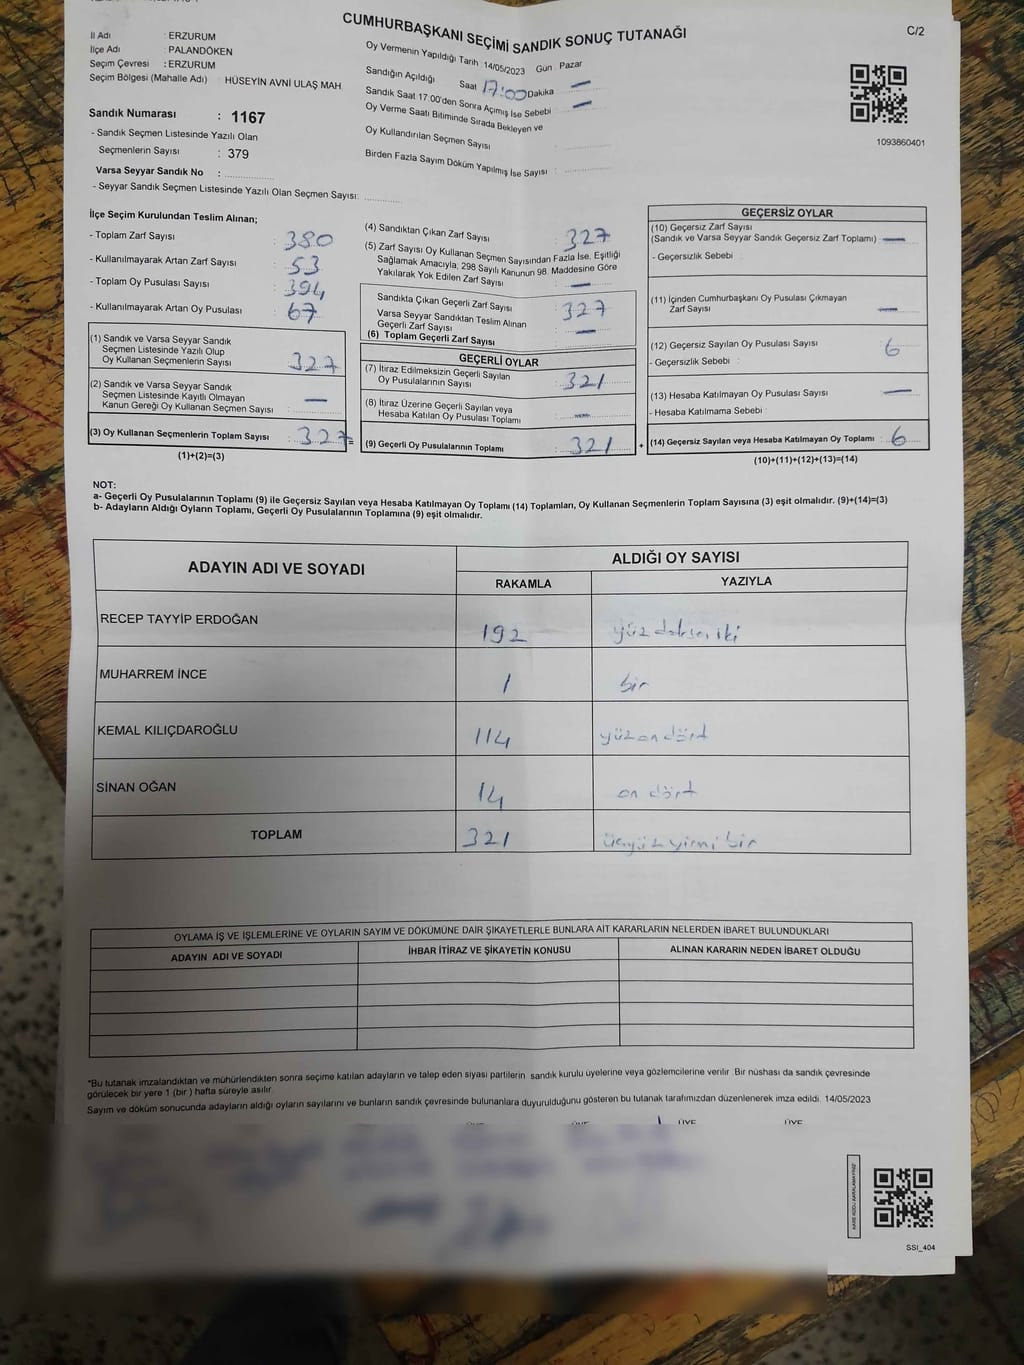 CUMHURBAŞKANI SEÇİMİ SANDIK SONUÇ TUTANAĞI
C/2
İl Adı : ERZURUM
İlçe Adı : PALANDÖKEN
Seçim Çevresi : ERZURUM
Seçim Bölgesi (Mahalle Adı) : HÜSEYİN AVNİ ULAŞ MAH
Sandık Numarası : 1167
- Sandık Seçmen Listesinde Yazılı Olan
Seçmenlerin Sayısı : 379
Varsa Seyyar Sandık No :
- Seyyar Sandık Seçmen Listesinde Yazılı Olan Seçmen Sayısı:
Oy Vermenin Yapıldığı Tarih : 14/05/2023 Gün : Pazar
Sandığın Açıldığı Saat 17:00 Dakika —
Sandık Saat 17:00'den Sonra Açımış İse Sebebi —
Oy Verme Saati Bitiminde Sırada Bekleyen ve
Oy Kullandırılan Seçmen Sayısı :
Birden Fazla Sayım Döküm Yapılmış İse Sayısı :
1093860401
İlçe Seçim Kurulundan Teslim Alınan;
- Toplam Zarf Sayısı : 380
- Kullanılmayarak Artan Zarf Sayısı : 53
- Toplam Oy Pusulası Sayısı : 394
- Kullanılmayarak Artan Oy Pusulası : 67
(1) Sandık ve Varsa Seyyar Sandık
Seçmen Listesinde Yazılı Olup
Oy Kullanan Seçmenlerin Sayısı : 327
(2) Sandık ve Varsa Seyyar Sandık
Seçmen Listesinde Kayıtlı Olmayan
Kanun Gereği Oy Kullanan Seçmen Sayısı : —
(3) Oy Kullanan Seçmenlerin Toplam Sayısı : 327
(1)+(2)=(3)
(4) Sandıktan Çıkan Zarf Sayısı : 327
(5) Zarf Sayısı Oy Kullanan Seçmen Sayısından Fazla İse, Eşitliği
Sağlamak Amacıyla; 298 Sayılı Kanunun 98. Maddesine Göre
Yakılarak Yok Edilen Zarf Sayısı : —
Sandıkta Çıkan Geçerli Zarf Sayısı : 327
Varsa Seyyar Sandıktan Teslim Alınan
Geçerli Zarf Sayısı : —
(6) Toplam Geçerli Zarf Sayısı
GEÇERLİ OYLAR
(7) İtiraz Edilmeksizin Geçerli Sayılan
Oy Pusulalarının Sayısı : 321
(8) İtiraz Üzerine Geçerli Sayılan veya
Hesaba Katılan Oy Pusulası Toplamı : —
(9) Geçerli Oy Pusulalarının Toplamı : 321
=
+
GEÇERSİZ OYLAR
(10) Geçersiz Zarf Sayısı
(Sandık ve Varsa Seyyar Sandık Geçersiz Zarf Toplamı) : —
- Geçersizlik Sebebi :
(11) İçinden Cumhurbaşkanı Oy Pusulası Çıkmayan
Zarf Sayısı : —
(12) Geçersiz Sayılan Oy Pusulası Sayısı : 6
- Geçersizlik Sebebi :
(13) Hesaba Katılmayan Oy Pusulası Sayısı : —
- Hesaba Katılmama Sebebi :
(14) Geçersiz Sayılan veya Hesaba Katılmayan Oy Toplamı : 6
(10)+(11)+(12)+(13)=(14)
NOT:
a- Geçerli Oy Pusulalarının Toplamı (9) ile Geçersiz Sayılan veya Hesaba Katılmayan Oy Toplamı (14) Toplamları, Oy Kullanan Seçmenlerin Toplam Sayısına (3) eşit olmalıdır. (9)+(14)=(3)
b- Adayların Aldığı Oyların Toplamı, Geçerli Oy Pusulalarının Toplamına (9) eşit olmalıdır.
ADAYIN ADI VE SOYADI
ALDIĞI OY SAYISI
RAKAMLA YAZIYLA
RECEP TAYYİP ERDOĞAN 192 yüz doksan iki
MUHARREM İNCE 1 bir
KEMAL KILIÇDAROĞLU 114 yüz on dört
SİNAN OĞAN 14 on dört
TOPLAM 321 üçyüz yirmi bir
OYLAMA İŞ VE İŞLEMLERİNE VE OYLARIN SAYIM VE DÖKÜMÜNE DAİR ŞİKAYETLERLE BUNLARA AİT KARARLARIN NELERDEN İBARET BULUNDUKLARI
ADAYIN ADI VE SOYADI İHBAR İTİRAZ VE ŞİKAYETİN KONUSU ALINAN KARARIN NEDEN İBARET OLDUĞU
*Bu tutanak imzalandıktan ve mühürlendikten sonra seçime katılan adayların ve talep eden siyasi partilerin sandık kurulu üyelerine veya gözlemcilerine verilir. Bir nüshası da sandık çevresinde
görülecek bir yere 1 (bir) hafta süreyle asılır.
Sayım ve döküm sonucunda adayların aldığı oyların sayılarını ve bunların sandık çevresinde bulunanlara duyurulduğunu gösteren bu tutanak tarafımızdan düzenlenerek imza edildi. 14/05/2023
ÜYE ÜYE
SSİ_404